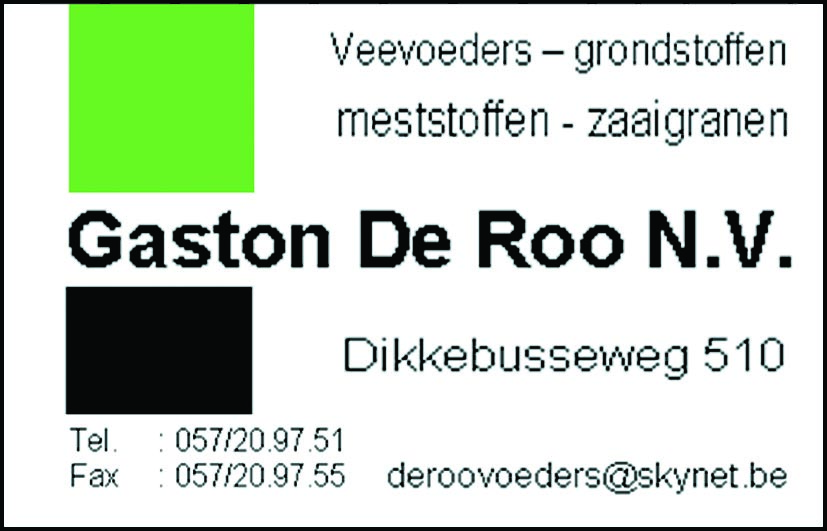 Veevoeders – grondstoffen
meststoffen - zaaigranen
Gaston De Roo N.V.
Dikkebusseweg 510
Tel. : 057/20.97.51
Fax : 057/20.97.55 deroovoeders@skynet.be